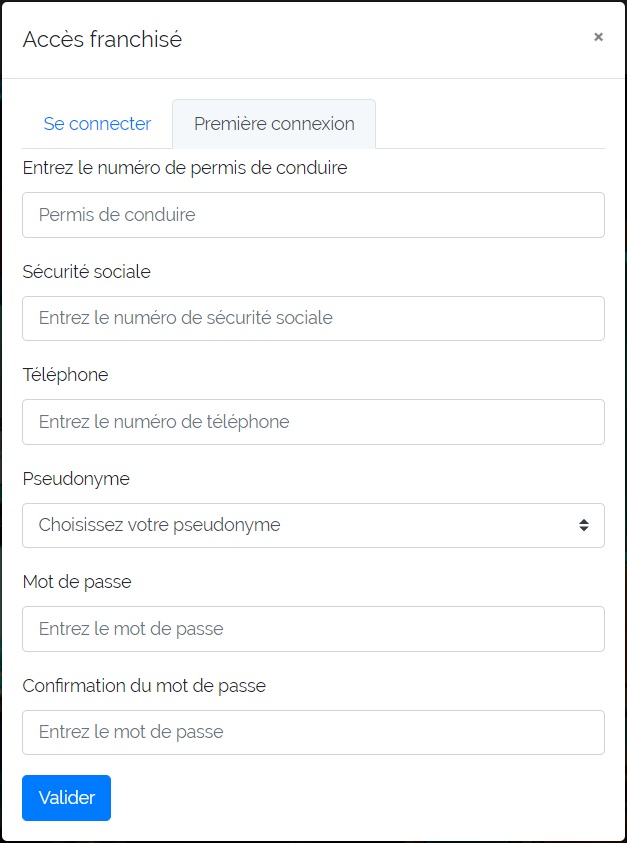 Accès franchisé
×
Se connecter
Première connexion
Entrez le numéro de permis de conduire
Permis de conduire
Sécurité sociale
Entrez le numéro de sécurité sociale
Téléphone
Entrez le numéro de téléphone
Pseudonyme
Choisissez votre pseudonyme
Mot de passe
Entrez le mot de passe
Confirmation du mot de passe
Entrez le mot de passe
Valider